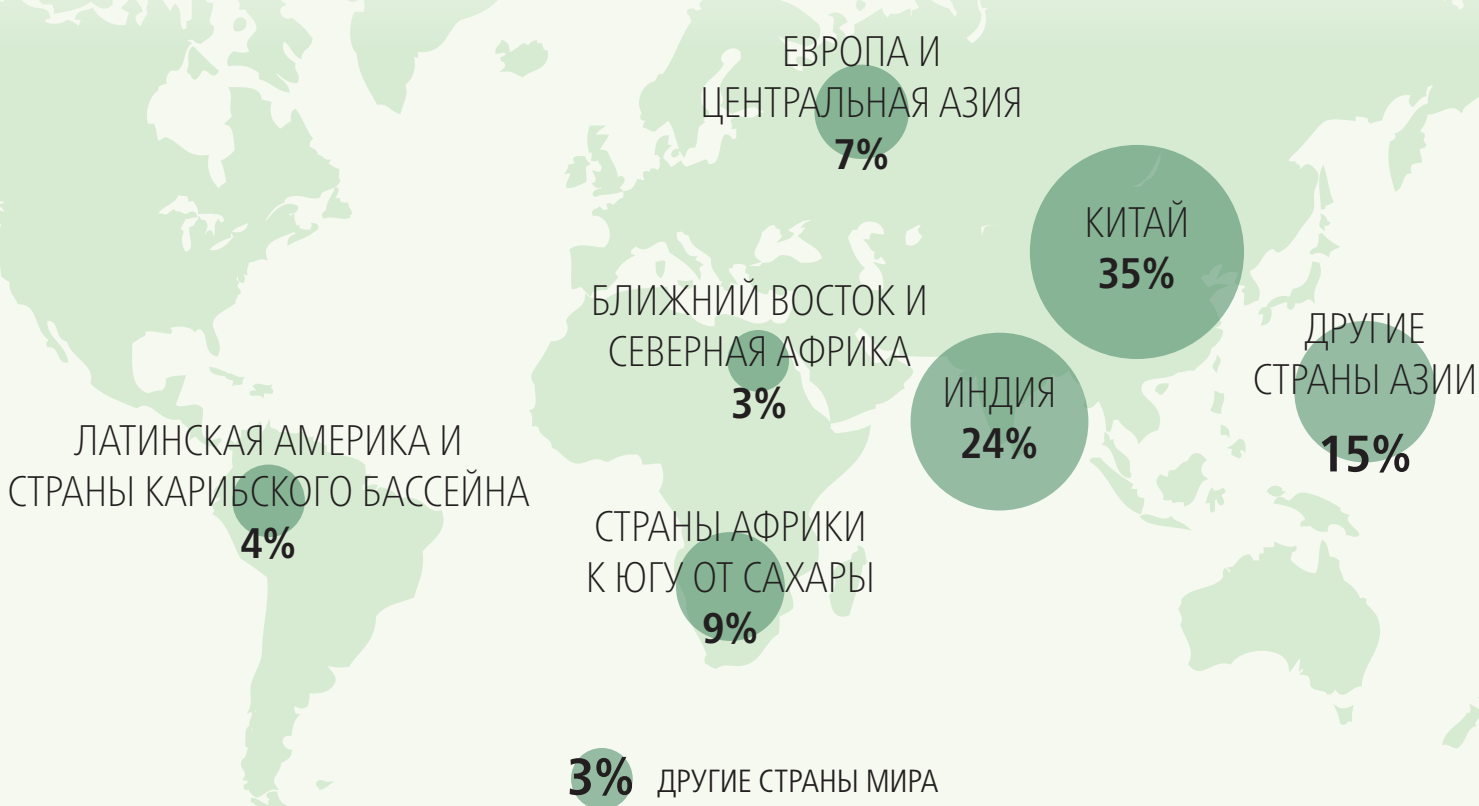 ЕВРОПА И
ЦЕНТРАЛЬНАЯ АЗИЯ
7%
КИТАЙ
35%
БЛИЖНИЙ ВОСТОК И
СЕВЕРНАЯ АФРИКА
3%
ИНДИЯ
24%
ДРУГИЕ
СТРАНЫ АЗИИ
15%
ЛАТИНСКАЯ АМЕРИКА И
СТРАНЫ КАРИБСКОГО БАССЕЙНА
4%
СТРАНЫ АФРИКИ
К ЮГУ ОТ САХАРЫ
9%
3% ДРУГИЕ СТРАНЫ МИРА